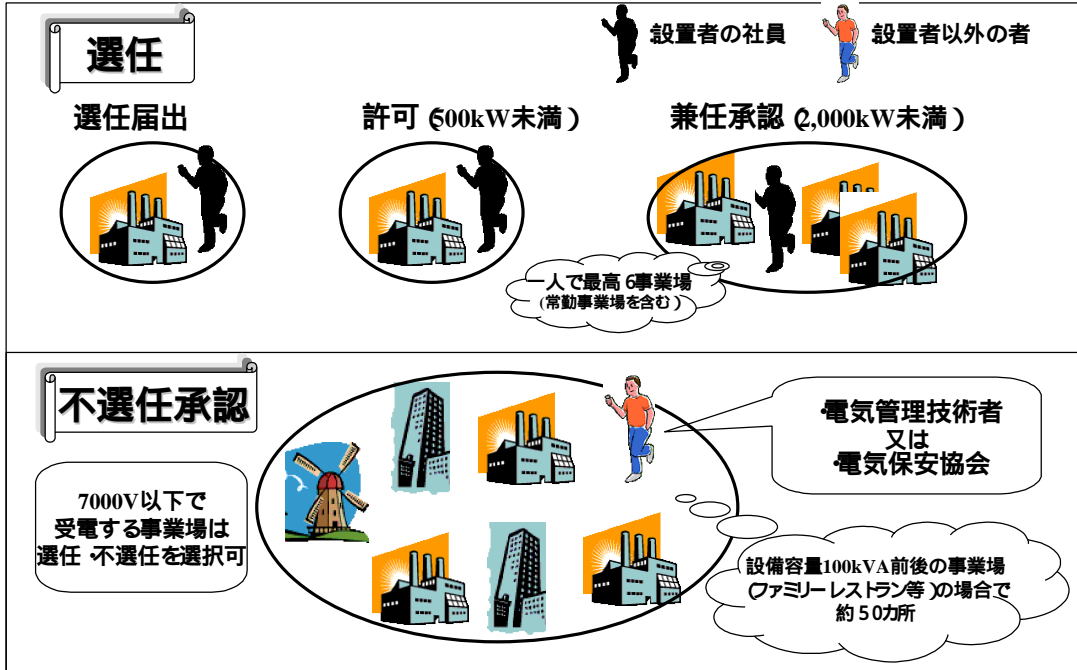 選任
設置者の社員
設置者以外の者
選任届出
許可(500kW未満)
兼任承認(2,000kW未満)
一人で最高6事業場
(常勤事業場を含む)
不選任承認
7000V以下で
受電する事業場は
選任・不選任を選択可
・電気管理技術者
又は
・電気保安協会
設備容量100kVA前後の事業場
(ファミリーレストラン等)の場合で
約50カ所